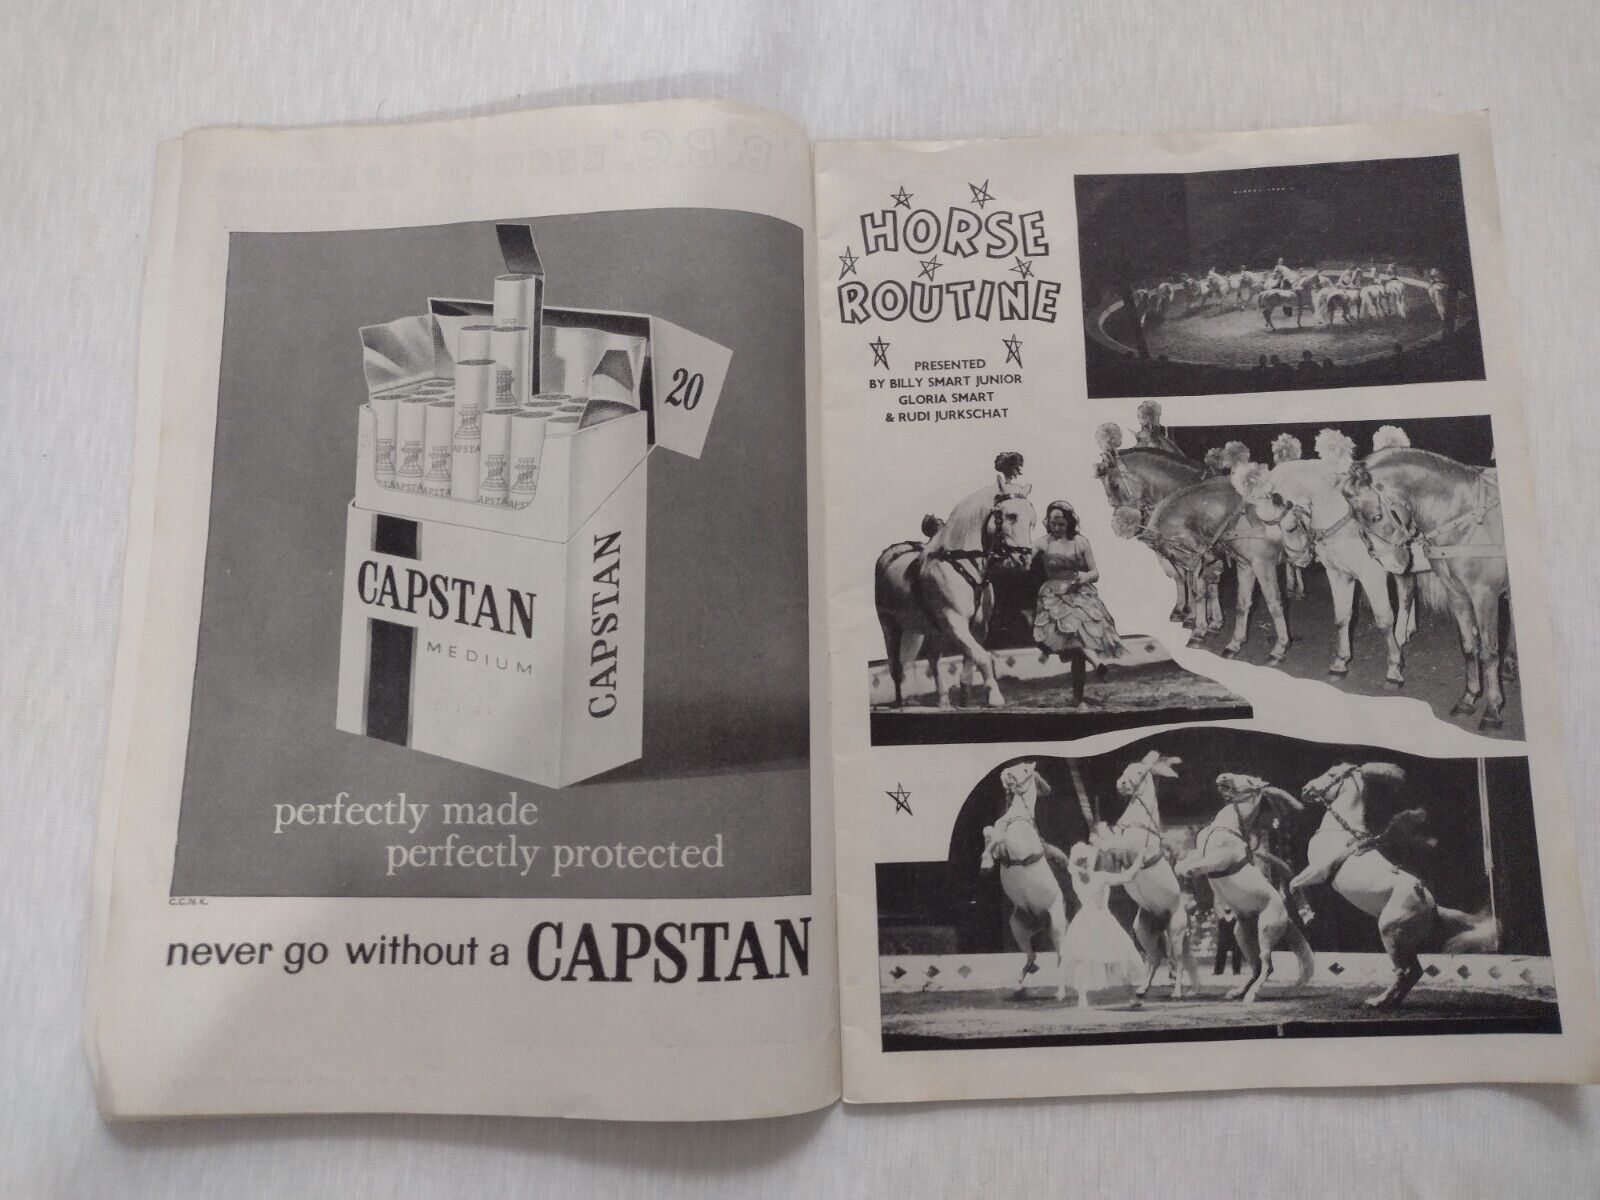 20
CAPSTAN
MEDIUM
CAPSTAN
perfectly made
perfectly protected
C.C.76 K.
never go without a CAPSTAN
HORSE
ROUTINE
PRESENTED
BY BILLY SMART JUNIOR
GLORIA SMART
& RUDI JURKSCHAT